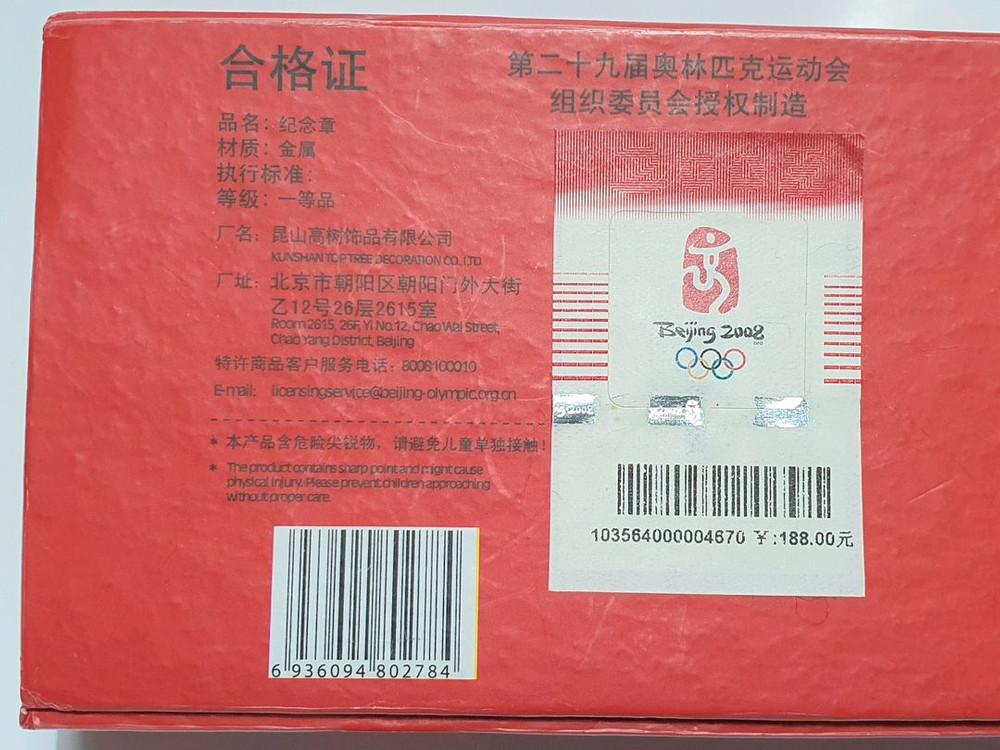 合格证
品名：纪念章
材质：金属
执行标准：
等级：一等品
厂名：昆山高树饰品有限公司
KUNSHAN TOPTREE DECORATION CO., LTD
厂址：北京市朝阳区朝阳门外大街
乙12号26层2615室
Room 2615, 26F, Yi No.12, Chao Wai Street,
Chao Yang District, Beijing
特许商品客户服务电话：8008100010
E-mail: licensingservice@beijing-olympic.org.cn
* 本产品含危险尖锐物，请避免儿童单独接触！
* The product contains sharp point and might cause
physical injury. Please prevent children approaching
without proper care.
6 936094 802784
第二十九届奥林匹克运动会
组织委员会授权制造
Beijing 2008
103564000004670 ￥:188.00元